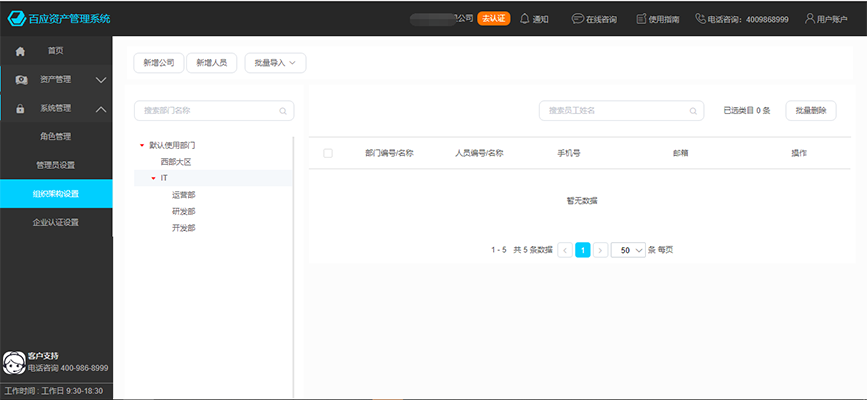 百应资产管理系统
限公司 去认证 通知 在线咨询 使用指南 电话咨询：4009868999 用户账户
首页
资产管理
系统管理
角色管理
管理员设置
组织架构设置
企业认证设置
客户支持
电话咨询 400-986-8999
工作时间 : 工作日 9:30-18:30
新增公司 新增人员 批量导入
搜索部门名称
默认使用部门
西部大区
IT
运营部
研发部
开发部
搜索员工姓名 已选类目 0 条 批量删除
部门编号/名称 人员编号/名称 手机号 邮箱 操作
暂无数据
1 - 5 共 5 条数据 1 50 条 每页